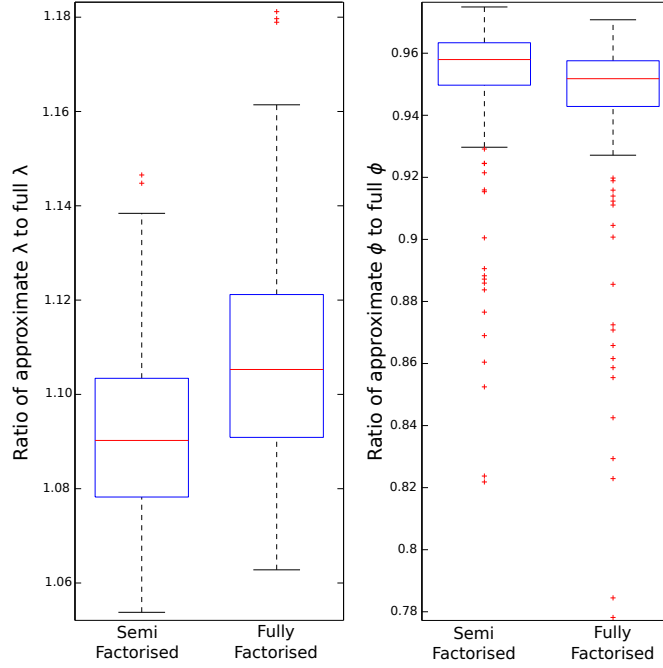 Ratio of approximate λ to full λ
1.18
1.16
1.14
1.12
1.10
1.08
1.06
Semi Factorised
Fully Factorised
Ratio of approximate ϕ to full ϕ
0.96
0.94
0.92
0.9
0.88
0.86
0.84
0.82
0.8
0.78
Semi Factorised
Fully Factorised